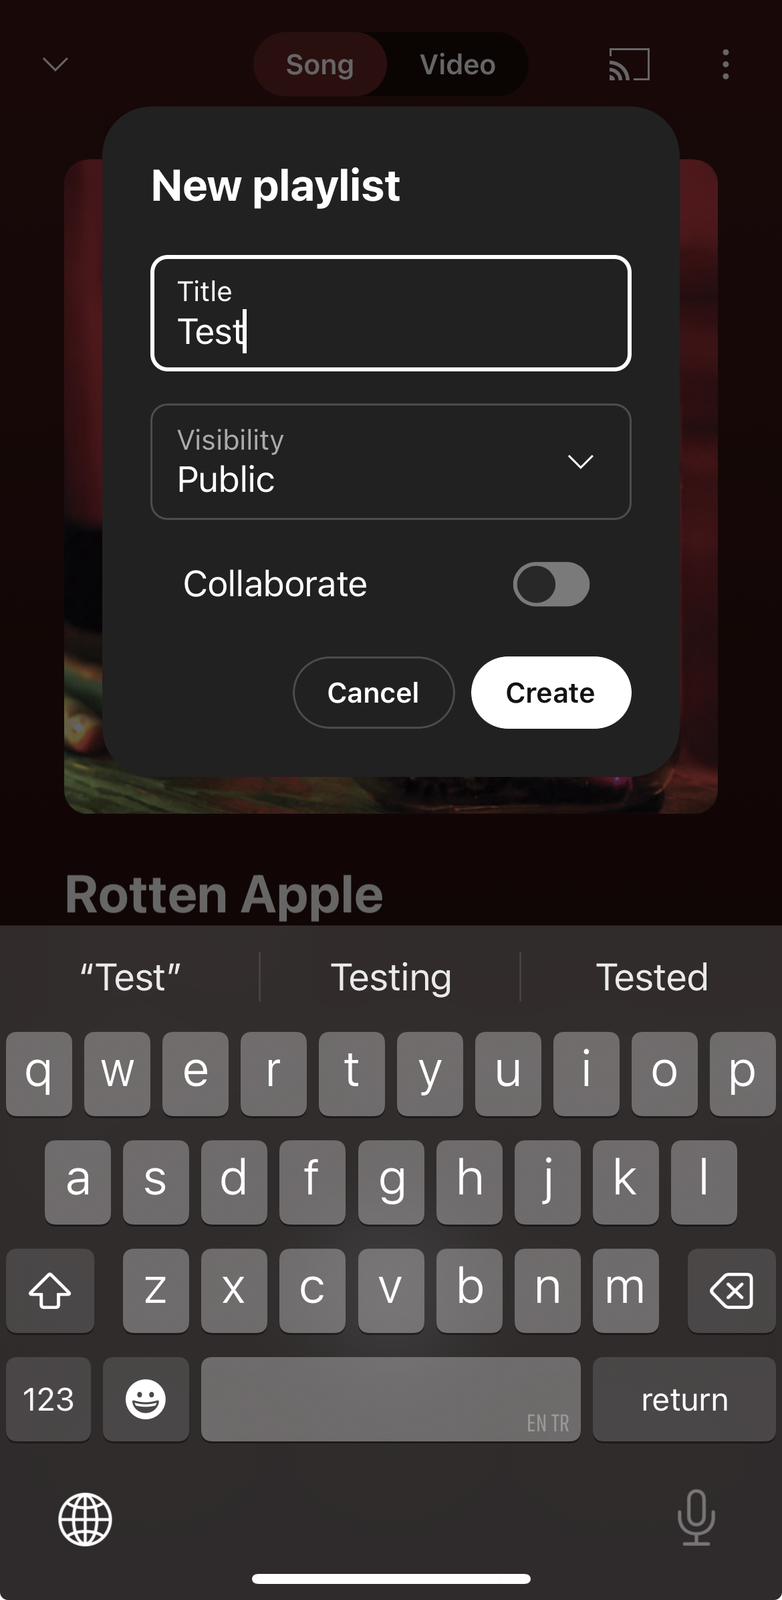 Song Video
New playlist
Title
Test
Visibility
Public
Collaborate
Cancel Create
Rotten Apple
“Test” Testing Tested
q w e r t y u i o p
a s d f g h j k l
z x c v b n m
123 EN TR return